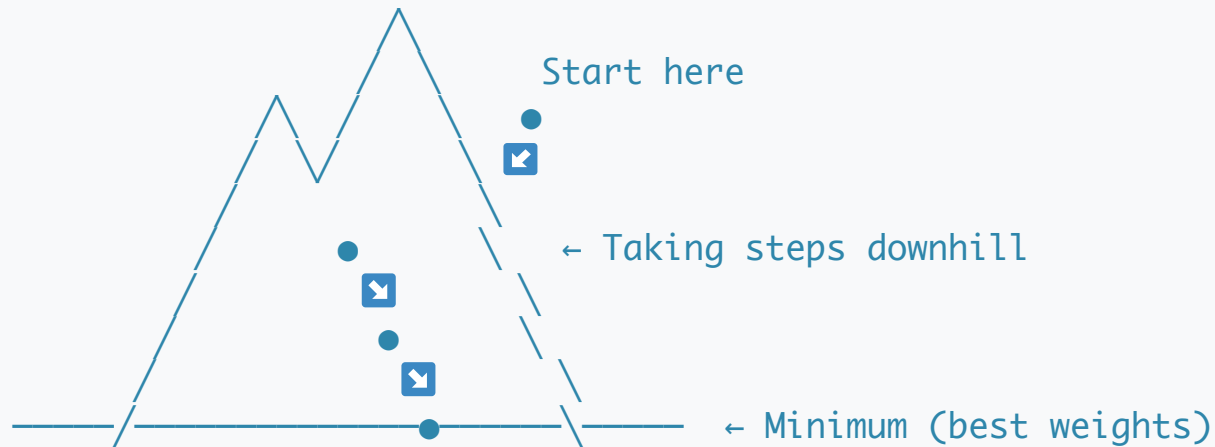 Start here
← Taking steps downhill
← Minimum (best weights)